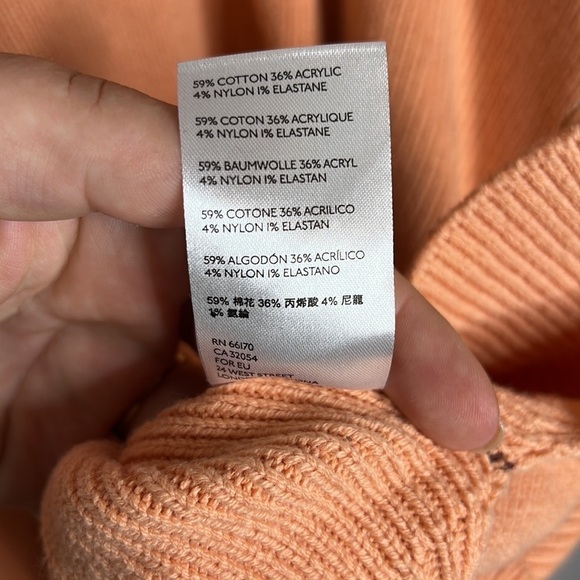 59% COTTON 36% ACRYLIC
4% NYLON 1% ELASTANE
59% COTON 36% ACRYLIQUE
4% NYLON 1% ELASTANE
59% BAUMWOLLE 36% ACRYL
4% NYLON 1% ELASTAN
59% COTONE 36% ACRILICO
4% NYLON 1% ELASTAN
59% ALGODÓN 36% ACRÍLICO
4% NYLON 1% ELASTANO
59% 棉花 36% 丙烯酸 4% 尼龍
1% 氨綸
RN 66170
CA 32054
FOR EU
24 WEST STREET